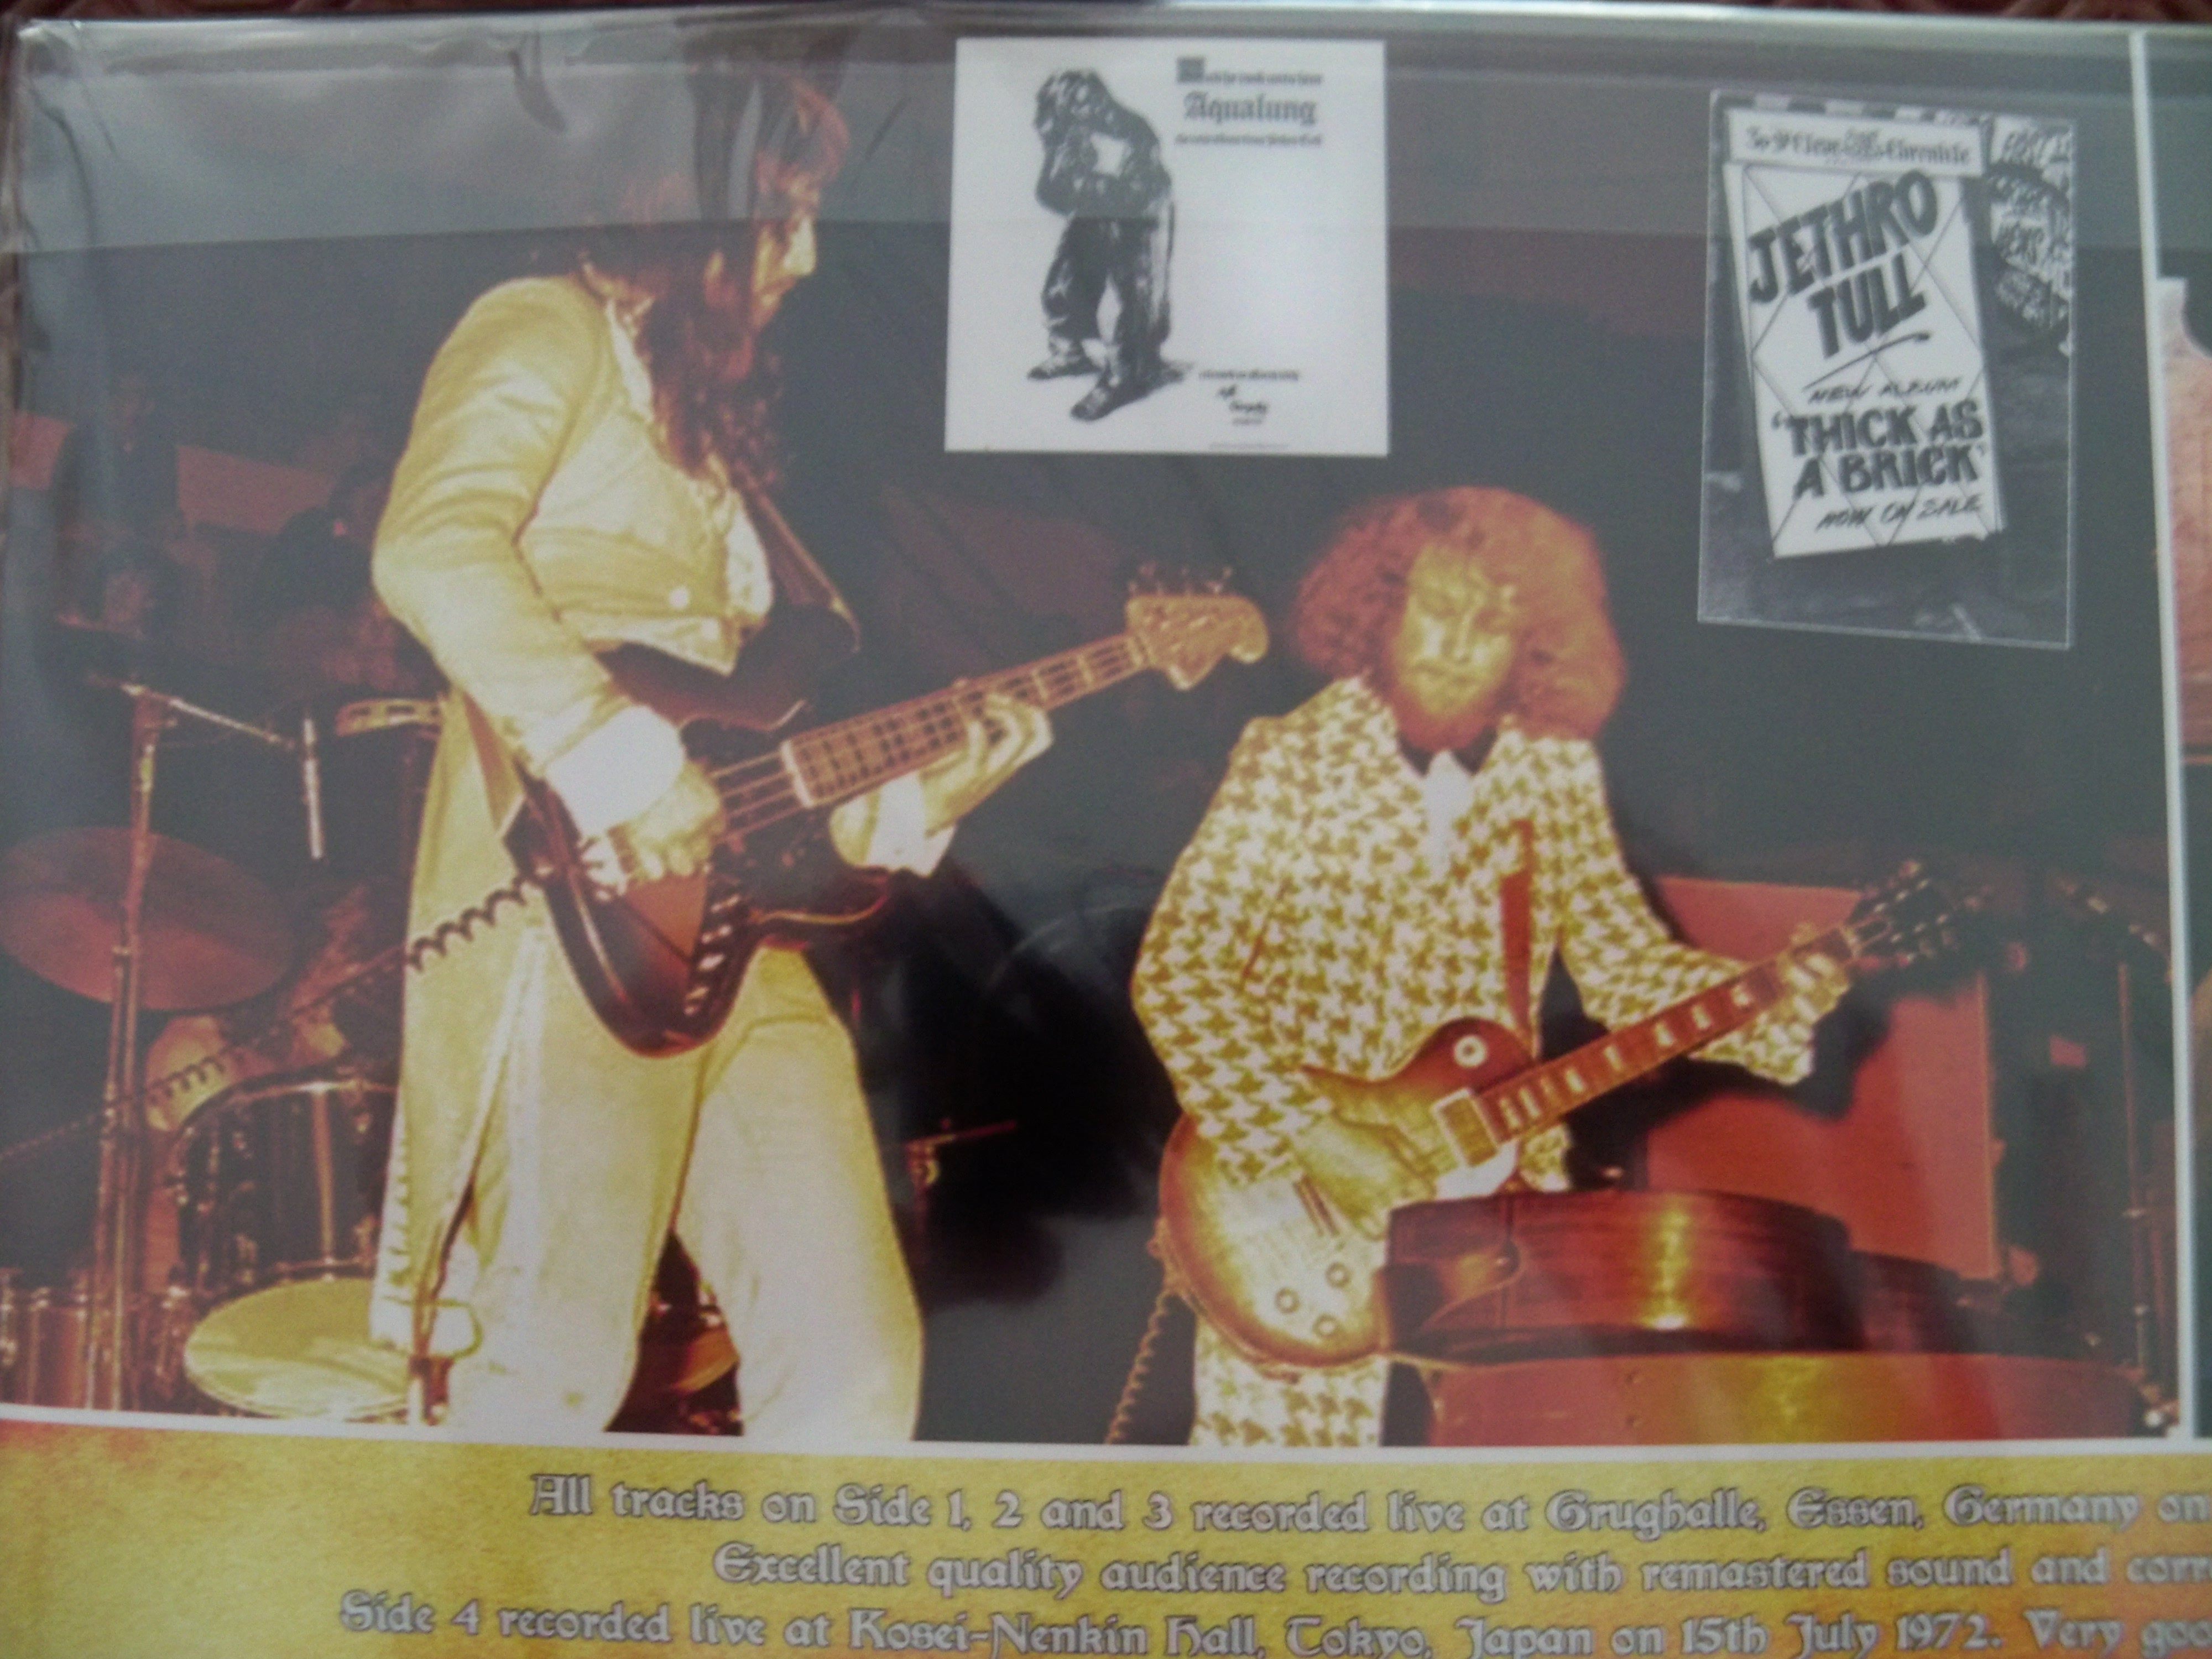 Aqualung
Chronicle
JETHRO
TULL
NEW ALBUM
'THICK AS
A BRICK'
NOW ON SALE
All tracks on Side 1, 2 and 3 recorded live at Grughalle, Essen, Germany on
Excellent quality audience recording with remastered sound and
Side 4 recorded live at Kosei-Nenkin Hall, Tokyo, Japan on 15th July 1972. Very